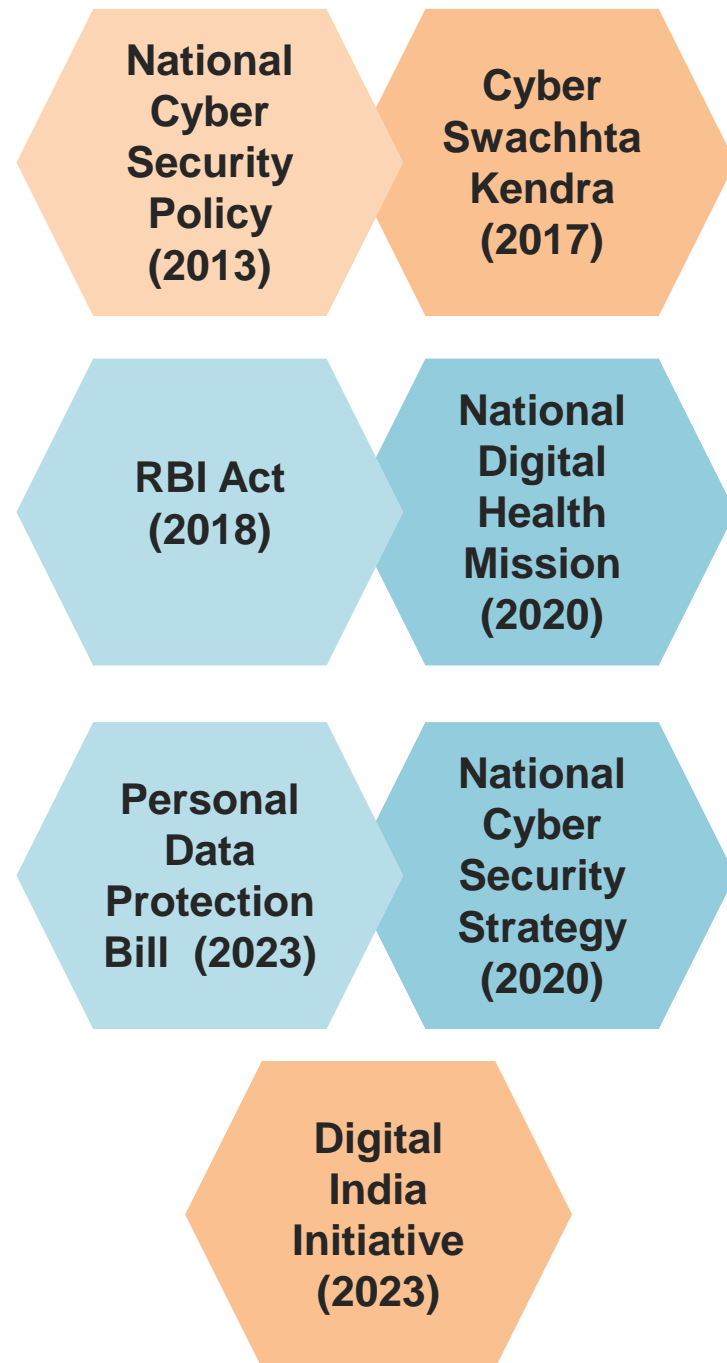 National
Cyber
Security
Policy
(2013)
Cyber
Swachhta
Kendra
(2017)
RBI Act
(2018)
National
Digital
Health
Mission
(2020)
Personal
Data
Protection
Bill  (2023)
National
Cyber
Security
Strategy
(2020)
Digital
India
Initiative
(2023)